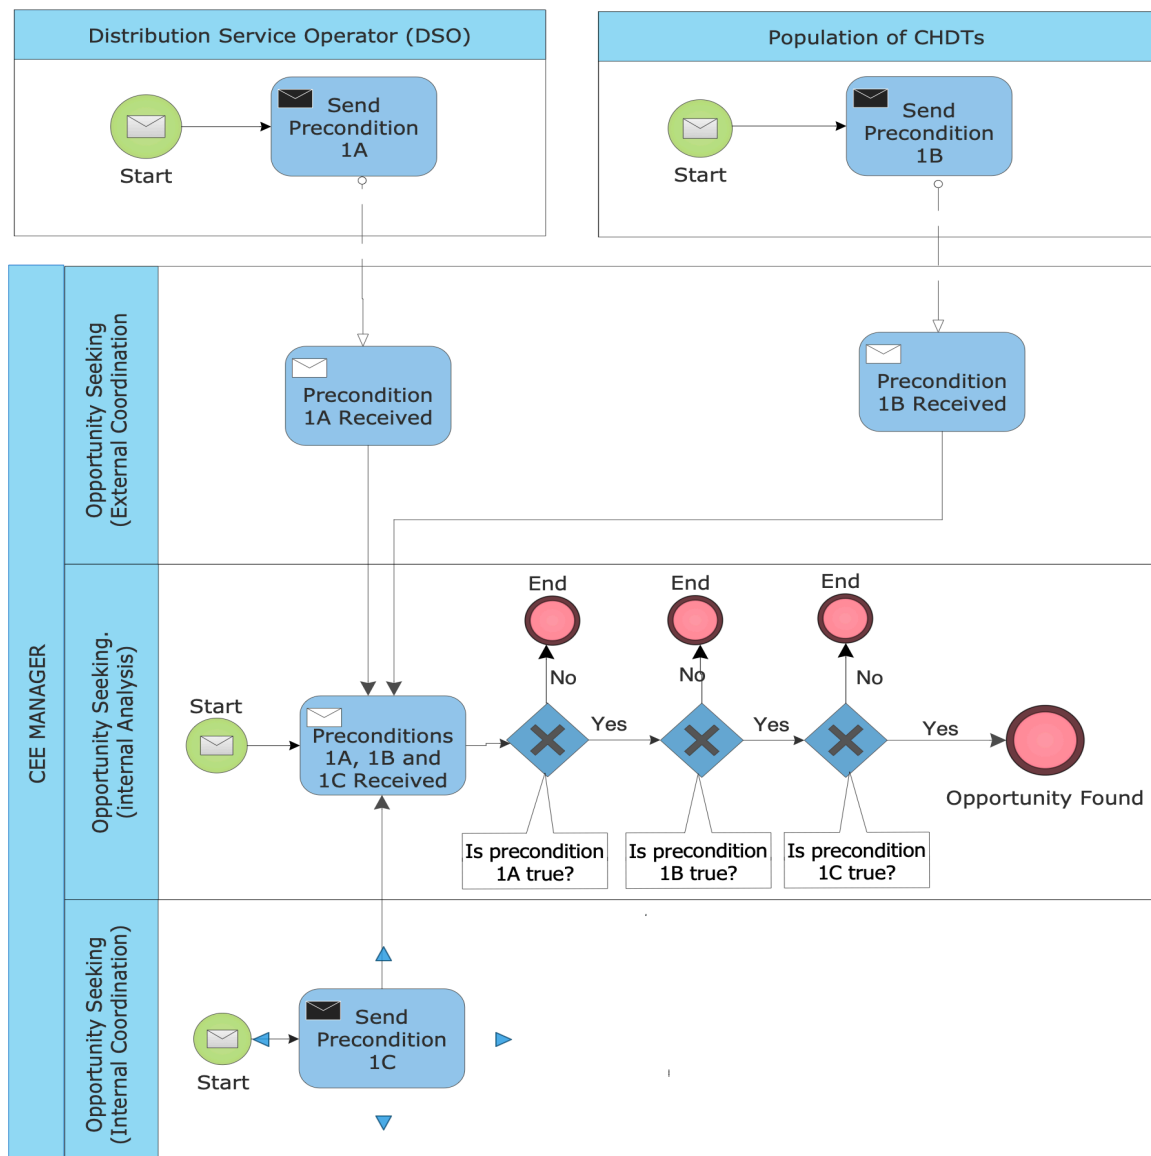 Distribution Service Operator (DSO)
Population of CHDTs
Start
Send
Precondition
1A
Start
Send
Precondition
1B
CEE MANAGER
Opportunity Seeking
(External Coordination
Precondition
1A Received
Precondition
1B Received
Opportunity Seeking.
(internal Analysis)
Start
Preconditions
1A, 1B and
1C Received
End
No
Yes
Is precondition
1A true?
End
No
Yes
Is precondition
1B true?
End
No
Yes
Is precondition
1C true?
Opportunity Found
Opportunity Seeking
(Internal Coordination)
Start
Send
Precondition
1C